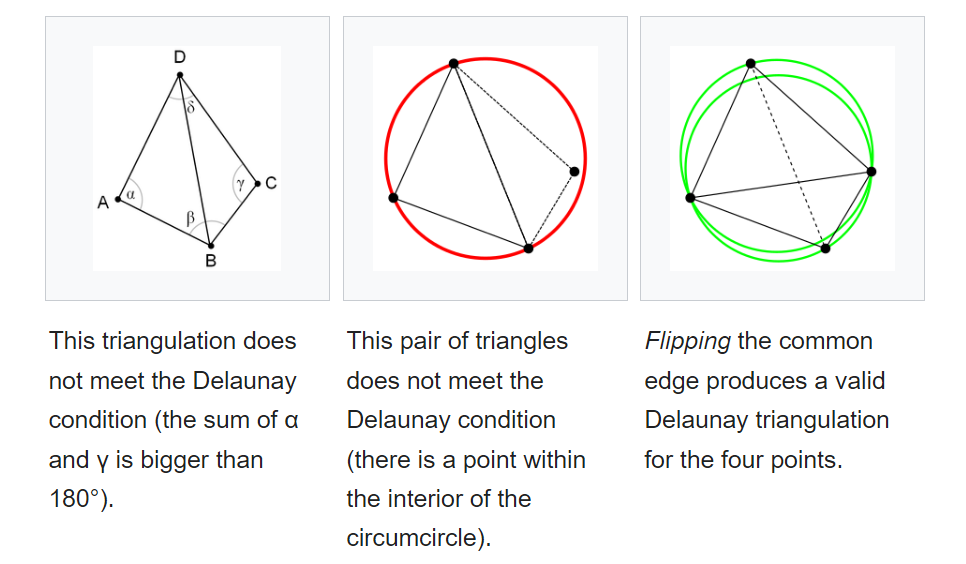 D
δ
A
α
γ
C
β
B
This triangulation does
not meet the Delaunay
condition (the sum of α
and γ is bigger than
180°).
This pair of triangles
does not meet the
Delaunay condition
(there is a point within
the interior of the
circumcircle).
Flipping the common
edge produces a valid
Delaunay triangulation
for the four points.